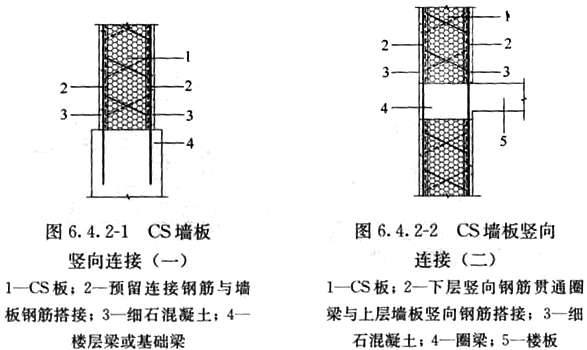 1
2
2
3
3
4
图 6.4.2-1 CS墙板
竖向连接（一）
1—CS板；2—预留连接钢筋与墙
板钢筋搭接；3—细石混凝土；4—
楼层梁或基础梁
1
2
2
3
3
4
5
图 6.4.2-2 CS墙板竖向
连接（二）
1—CS板；2—下层竖向钢筋贯通圈
梁与上层墙板竖向钢筋搭接；3—细
石混凝土；4—圈梁；5—楼板